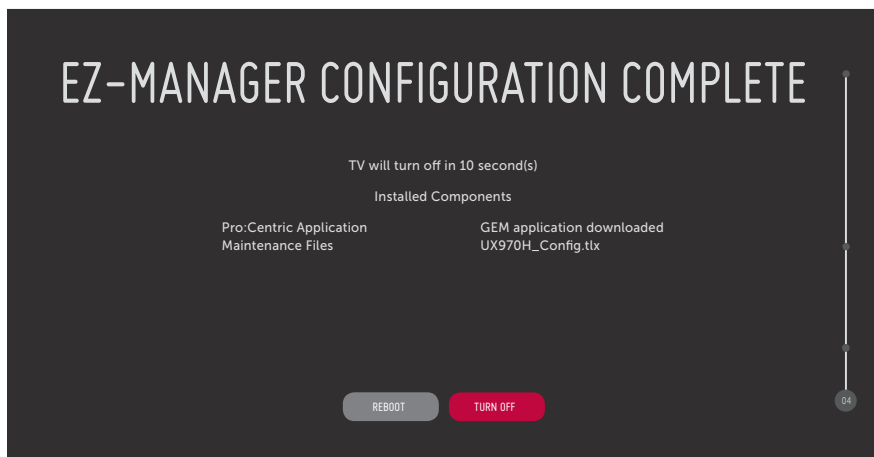 EZ-MANAGER CONFIGURATION COMPLETE
TV will turn off in 10 second(s)
Installed Components
Pro:Centric Application GEM application downloaded
Maintenance Files UX970H_Config.tlx
REBOOT TURN OFF
04